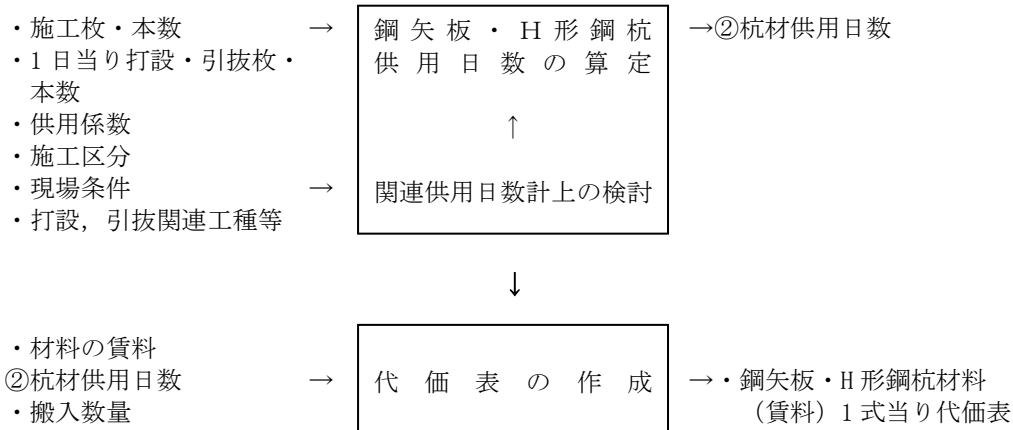 ・施工枚・本数 → 鋼矢板・Ｈ形鋼杭 →②杭材供用日数
・1 日当り打設・引抜枚・ 供用日数の算定
本数
・供用係数 ↑
・施工区分
・現場条件 → 関連供用日数計上の検討
・打設，引抜関連工種等
↓
・材料の賃料
②杭材供用日数 → 代価表の作成 →・鋼矢板・H 形鋼杭材料
・搬入数量 （賃料）1 式当り代価表